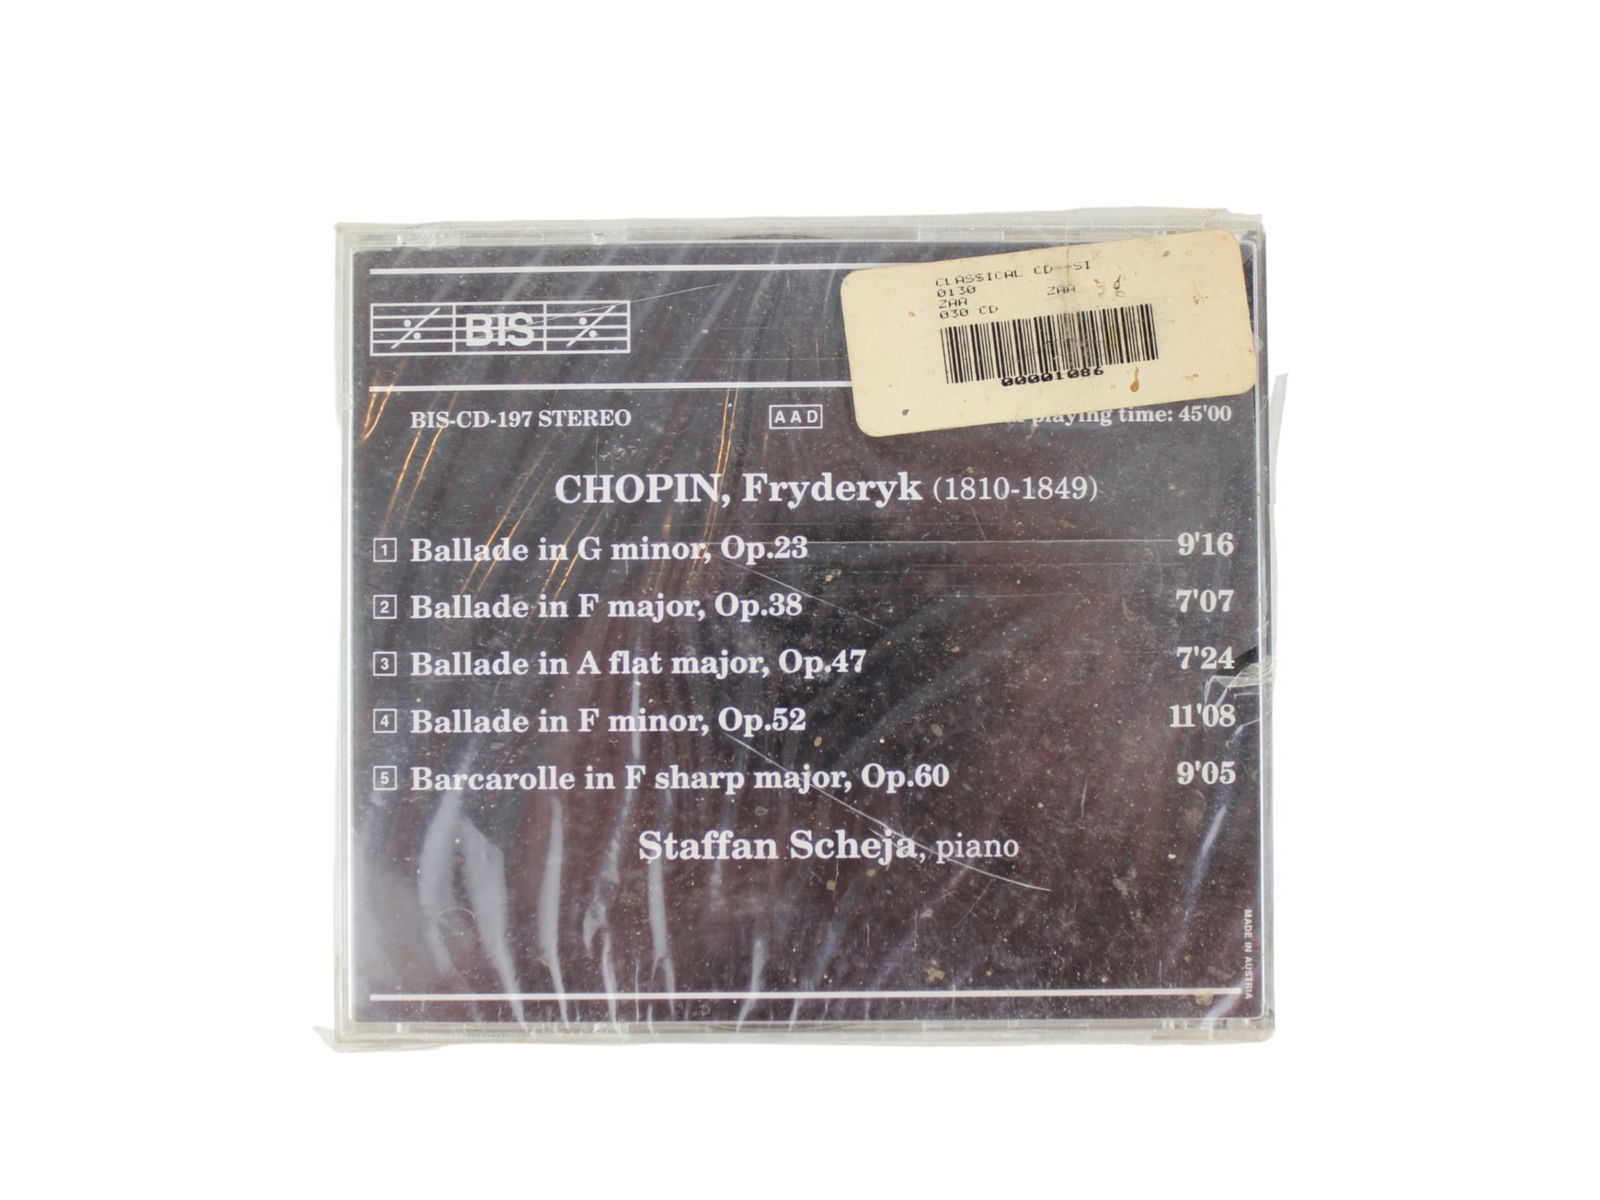 CLASSICAL CD--SI
0130 ZAA
ZAA
030 CD
00001086
BIS
BIS-CD-197 STEREO AAD playing time: 45'00
CHOPIN, Fryderyk (1810-1849)
1 Ballade in G minor, Op.23 9'16
2 Ballade in F major, Op.38 7'07
3 Ballade in A flat major, Op.47 7'24
4 Ballade in F minor, Op.52 11'08
5 Barcarolle in F sharp major, Op.60 9'05
Staffan Scheja, piano
MADE IN AUSTRIA